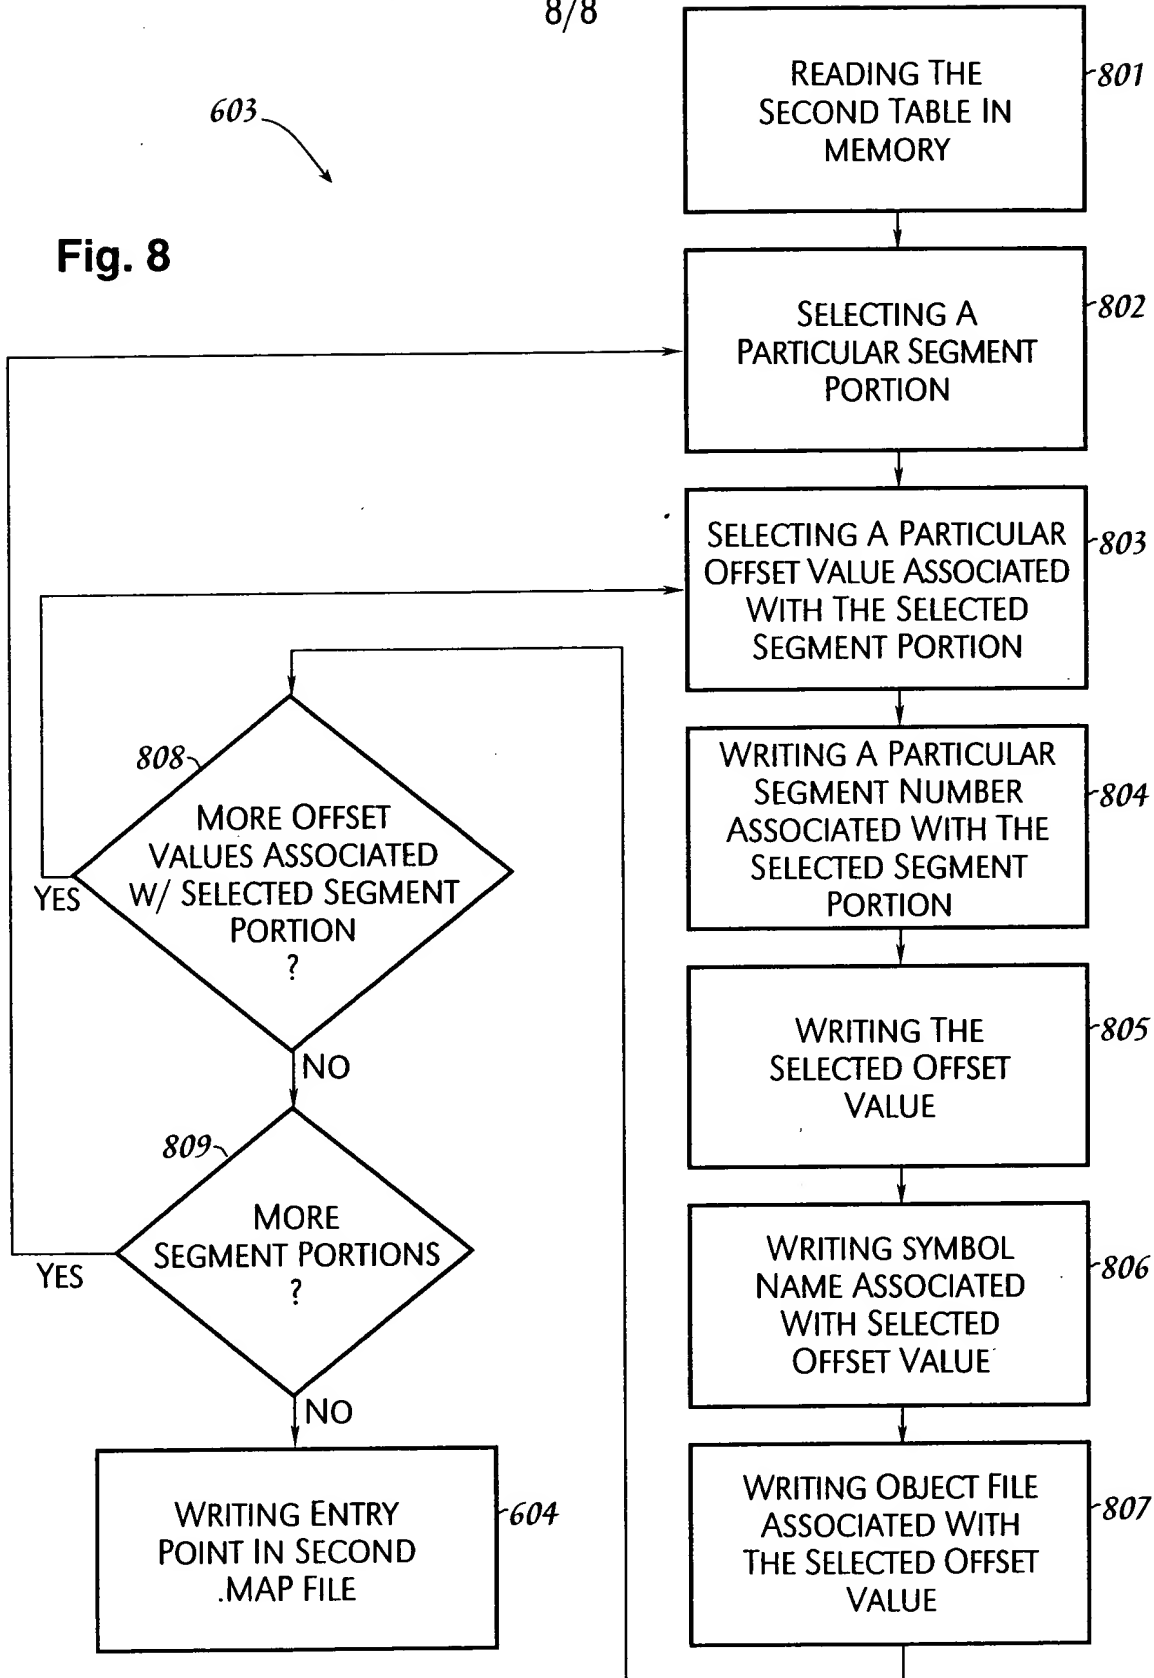 8/8
603
Fig. 8
READING THE
SECOND TABLE IN
MEMORY
801
SELECTING A
PARTICULAR SEGMENT
PORTION
802
SELECTING A PARTICULAR
OFFSET VALUE ASSOCIATED
WITH THE SELECTED
SEGMENT PORTION
803
WRITING A PARTICULAR
SEGMENT NUMBER
ASSOCIATED WITH THE
SELECTED SEGMENT
PORTION
804
WRITING THE
SELECTED OFFSET
VALUE
805
WRITING SYMBOL
NAME ASSOCIATED
WITH SELECTED
OFFSET VALUE
806
WRITING OBJECT FILE
ASSOCIATED WITH
THE SELECTED OFFSET
VALUE
807
808
MORE OFFSET
VALUES ASSOCIATED
W/ SELECTED SEGMENT
PORTION
?
YES
NO
809
MORE
SEGMENT PORTIONS
?
YES
NO
WRITING ENTRY
POINT IN SECOND
.MAP FILE
604